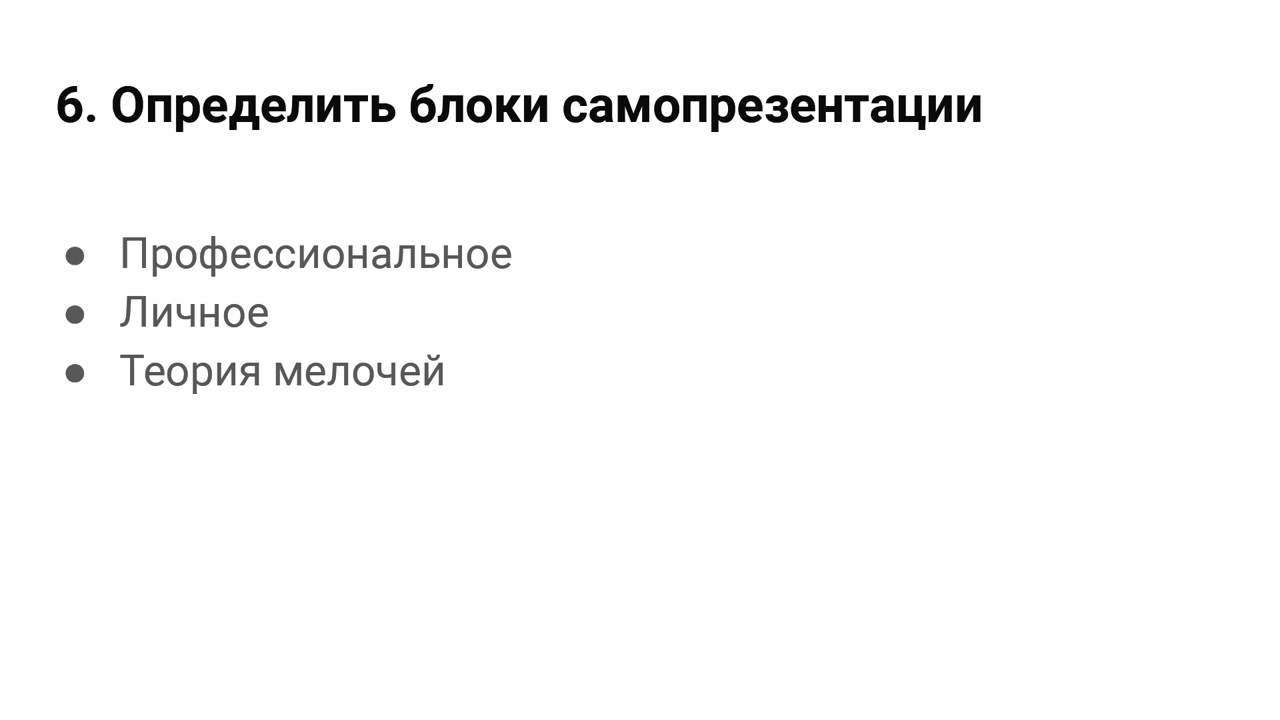 6. Определить блоки самопрезентации
● Профессиональное
● Личное
● Теория мелочей